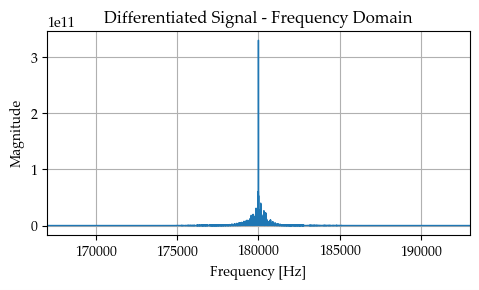 Differentiated Signal - Frequency Domain
1e11
3
2
1
0
Magnitude
170000 175000 180000 185000 190000
Frequency [Hz]